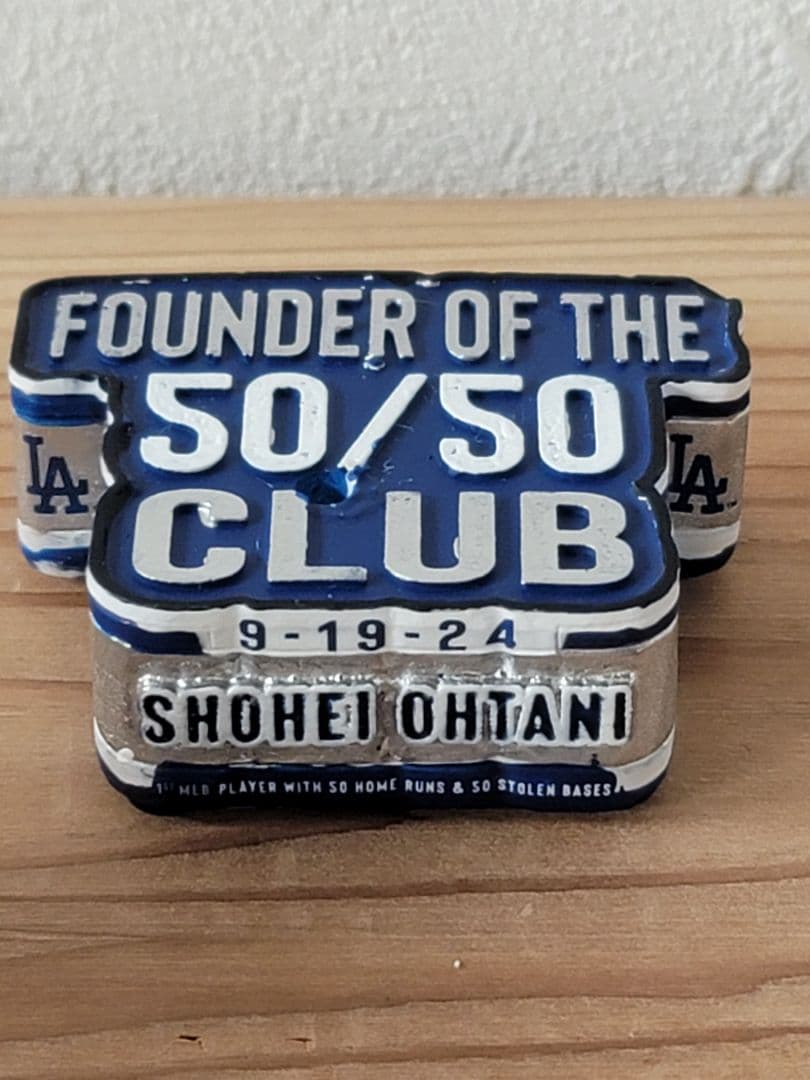 FOUNDER OF THE
50/50
CLUB
LA
LA
9-19-24
SHOHEI OHTANI
1ST MLB PLAYER WITH 50 HOME RUNS & 50 STOLEN BASES